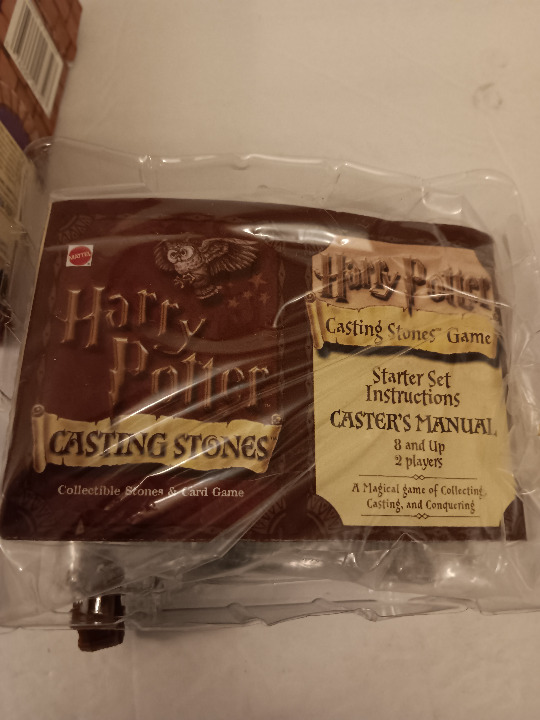 MATTEL
Harry
Potter
CASTING STONES™
Collectible Stones & Card Game
Harry Potter
Casting Stones™ Game
Starter Set
Instructions
CASTER'S MANUAL
8 and Up
2 players
A Magical game of Collecting,
Casting, and Conquering